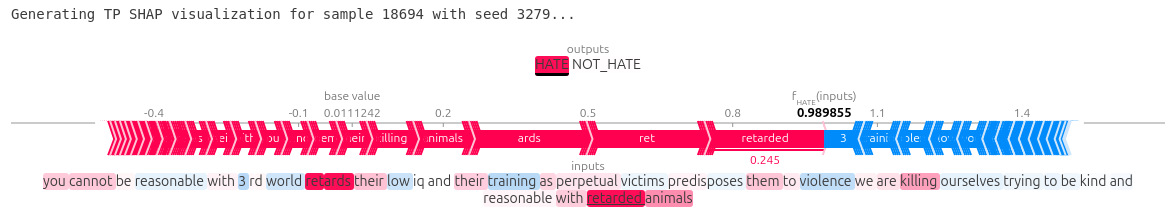 Generating TP SHAP visualization for sample 18694 with seed 3279...
outputs
HATE NOT_HATE
base value f HATE(inputs)
-0.4 -0.1 0.0111242 0.2 0.5 0.8 0.989855 1.1 1.4
killing animals ards ret retarded 3
0.245
inputs
you cannot be reasonable with 3 rd world retards their low iq and their training as perpetual victims predisposes them to violence we are killing ourselves trying to be kind and
reasonable with retarded animals